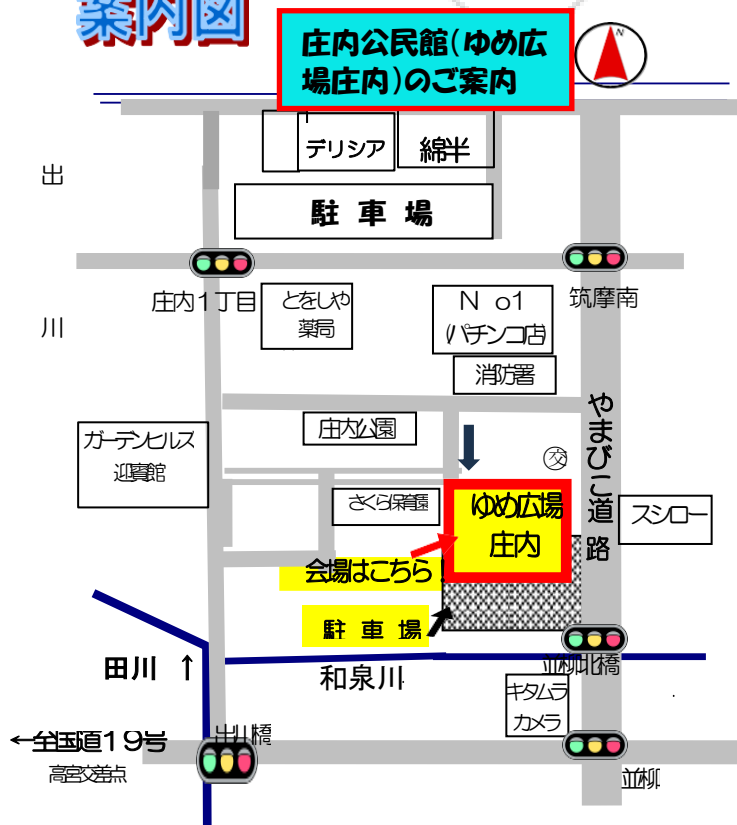 案内図
庄内公民館(ゆめ広
場庄内)のご案内
N
デリシア
綿半
出
駐 車 場
庄内1丁目
とをしや
薬局
N o1
(パチンコ店)
筑摩南
川
消防署
やまびこ道路
庄内公園
ガーデンヒルズ
迎賓館
交
さくら保育園
ゆめ広場
庄内
スシロー
会場はこちら
駐 車 場
並柳北橋
田川 ↑
和泉川
キタムラ
カメラ
←全国道19号
高宮交差点
出川橋
並柳